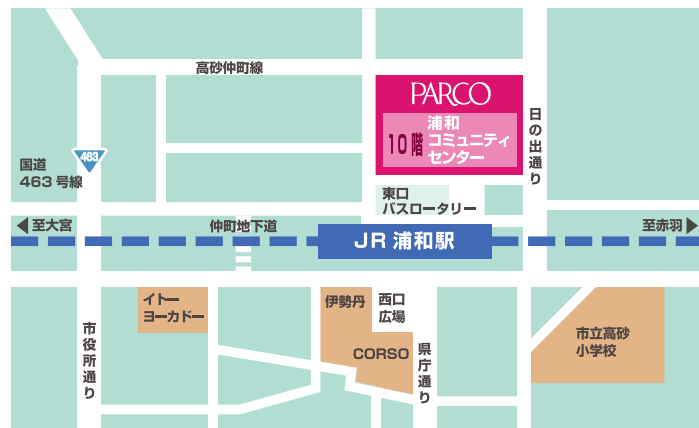 高砂仲町線
PARCO
浦和
10階
コミュニティ
センター
日の出通り
463
国道
463号線
東口
バスロータリー
至大宮
仲町地下道
JR浦和駅
至赤羽
イトー
ヨーカドー
伊勢丹
西口
広場
CORSO
市役所通り
県庁通り
市立高砂
小学校